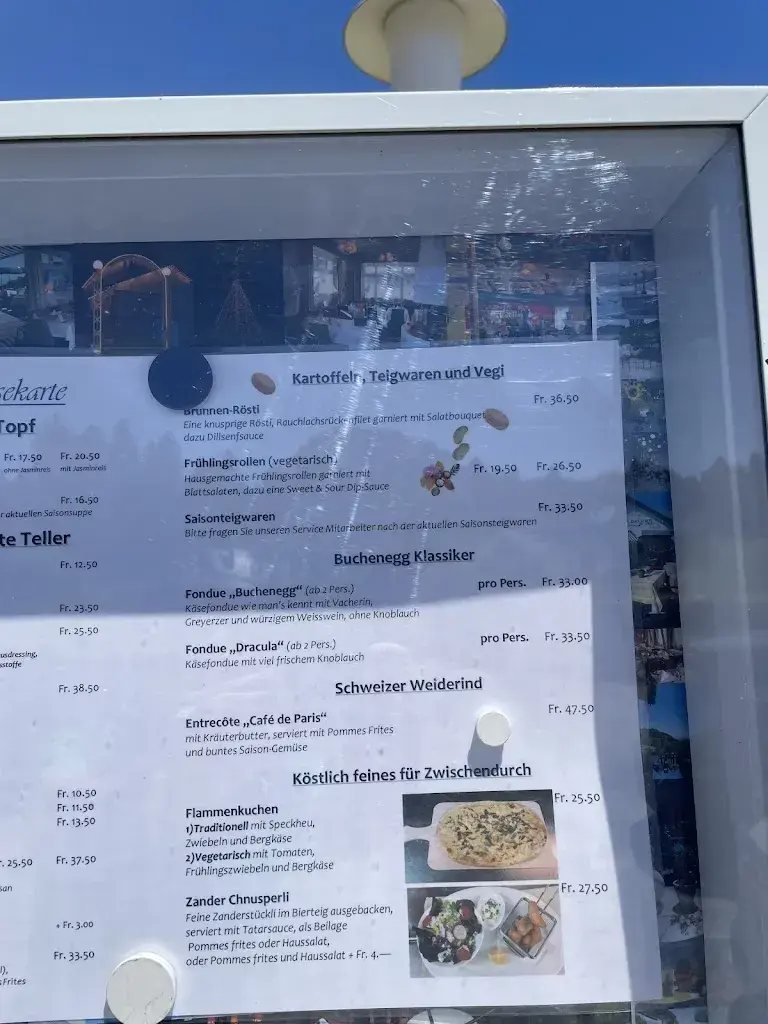 sekarte
Topf
Fr. 17.50 Fr. 20.50
ohne Jasminreis mit Jasminreis
Fr. 16.50
r aktuellen Saisonsuppe
te Teller
Fr. 12.50
Fr. 23.50
Fr. 25.50
usdressing,
sstoffe
Fr. 38.50
Fr. 10.50
Fr. 11.50
Fr. 13.50
r. 25.50 Fr. 37.50
san
+ Fr. 3.00
Fr. 33.50
l),
sFrites
Kartoffeln, Teigwaren und Vegi
Brunnen-Rösti Fr. 36.50
Eine knusprige Rösti, Rauchlachsrückenfilet garniert mit Salatbouquet
dazu Dillsenfsauce
Frühlingsrollen (vegetarisch) Fr. 19.50 Fr. 26.50
Hausgemachte Frühlingsrollen garniert mit
Blattsalaten, dazu eine Sweet & Sour Dip-Sauce
Saisonteigwaren Fr. 33.50
Bitte fragen Sie unseren Service Mitarbeiter nach der aktuellen Saisonsteigwaren
Buchenegg Klassiker
Fondue „Buchenegg“ (ab 2 Pers.) pro Pers. Fr. 33.00
Käsefondue wie man's kennt mit Vacherin,
Greyerzer und würzigem Weisswein, ohne Knoblauch
Fondue „Dracula“ (ab 2 Pers.) pro Pers. Fr. 33.50
Käsefondue mit viel frischem Knoblauch
Schweizer Weiderind
Entrecôte „Café de Paris“ Fr. 47.50
mit Kräuterbutter, serviert mit Pommes Frites
und buntes Saison-Gemüse
Köstlich feines für Zwischendurch
Flammenkuchen Fr. 25.50
1)Traditionell mit Speckheu,
Zwiebeln und Bergkäse
2)Vegetarisch mit Tomaten,
Frühlingszwiebeln und Bergkäse
Zander Chnusperli Fr. 27.50
Feine Zanderstückli im Bierteig ausgebacken,
serviert mit Tatarsauce, als Beilage
Pommes frites oder Haussalat,
oder Pommes frites und Haussalat + Fr. 4.—